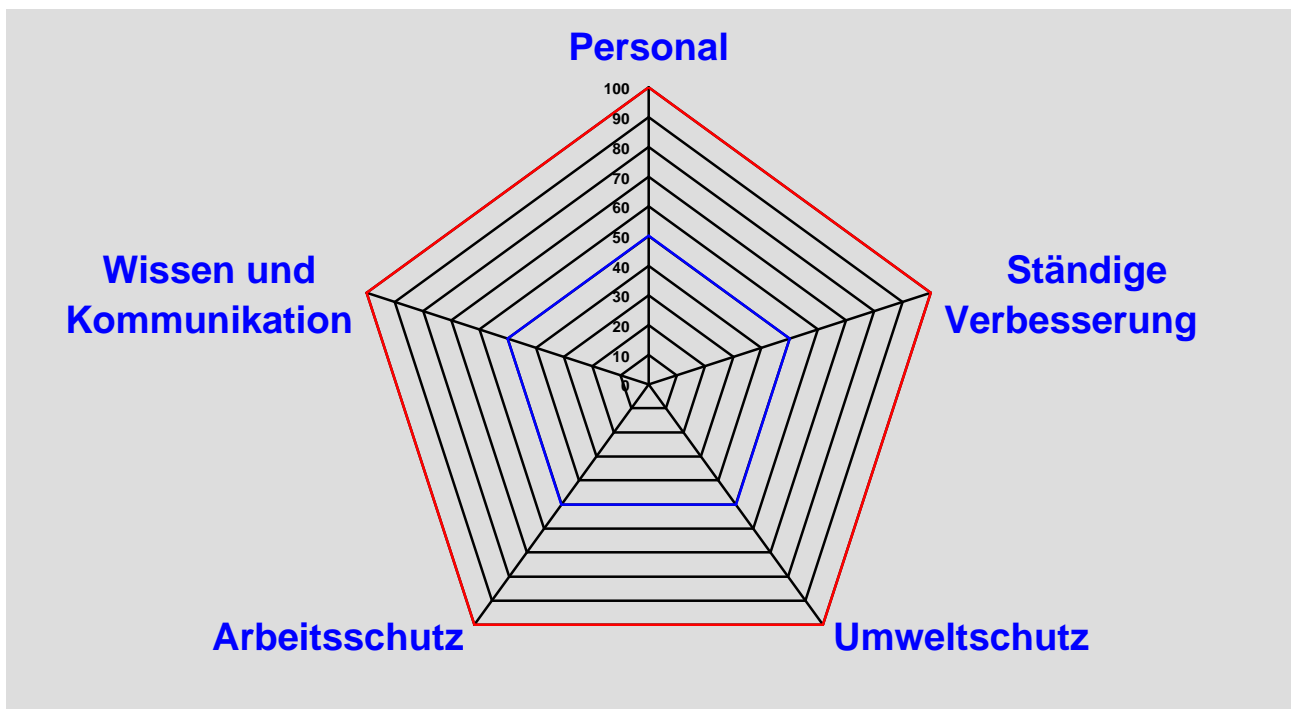 Personal
100
90
80
70
60
50
40
30
20
10
0
Wissen und
Kommunikation
Ständige
Verbesserung
Arbeitsschutz
Umweltschutz